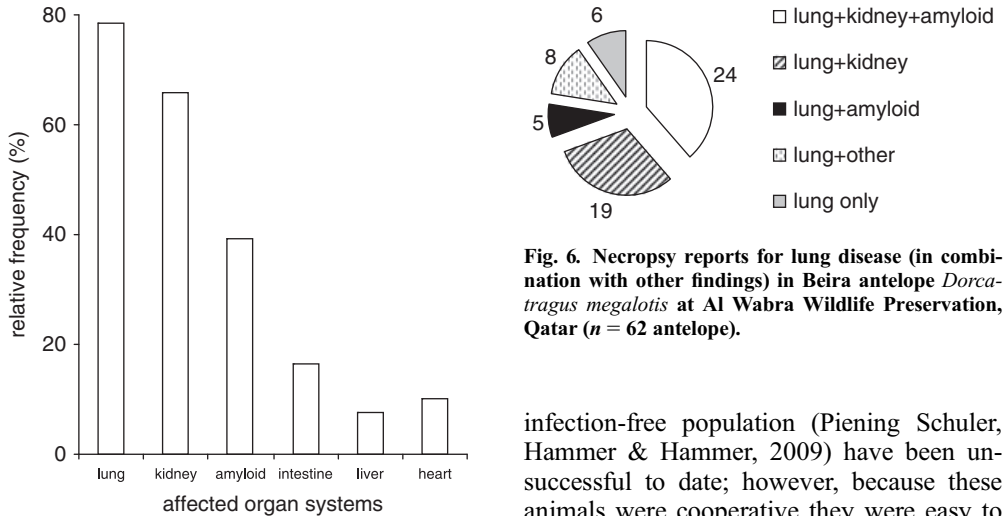 80
60
40
20
0
relative frequency (%)
lung kidney amyloid intestine liver heart
affected organ systems
6
8
5
19
24
lung+kidney+amyloid
lung+kidney
lung+amyloid
lung+other
lung only
Fig. 6. Necropsy reports for lung disease (in combi-
nation with other findings) in Beira antelope Dorca-
tragus megalotis at Al Wabra Wildlife Preservation,
Qatar (n = 62 antelope).
infection-free population (Piening Schuler,
Hammer & Hammer, 2009) have been un-
successful to date; however, because these
animals were cooperative they were easy to